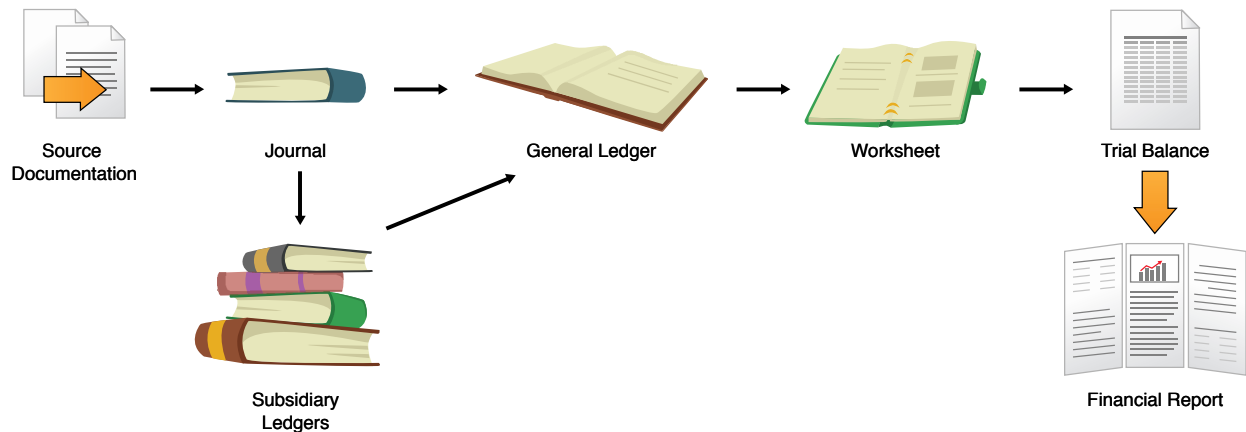 Source
Documentation
Journal
General Ledger
Worksheet
Trial Balance
Subsidiary
Ledgers
Financial Report